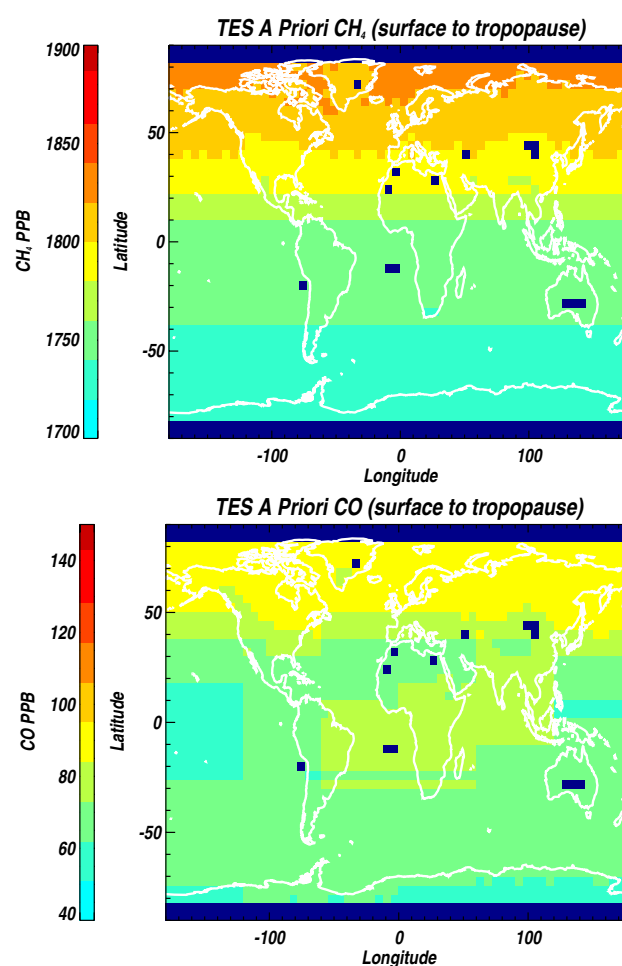 TES A Priori CH₄ (surface to tropopause)
1900
1850
1800
1750
1700
CH₄ PPB
Latitude
50
0
-50
-100
0
100
Longitude
TES A Priori CO (surface to tropopause)
140
120
100
80
60
40
CO PPB
Latitude
50
0
-50
-100
0
100
Longitude